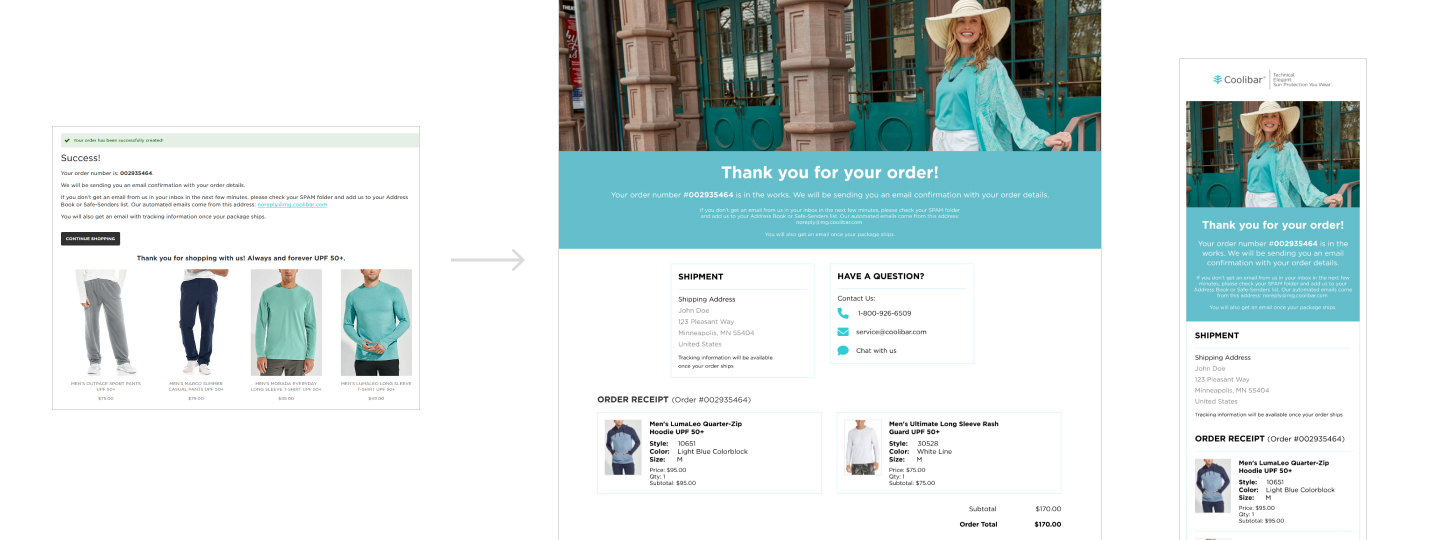 Your order has been successfully created!
Success!
Your order number is: 002935464.
We will be sending you an email confirmation with your order details.
If you don't get an email from us in your inbox in the next few minutes, please check your SPAM folder and add us to your Address
Book or Safe-Senders list. Our automated emails come from this address: noreply@mg.coolibar.com
You will also get an email with tracking information once your package ships.
CONTINUE SHOPPING
Thank you for shopping with us! Always and forever UPF 50+.
MEN'S OUTPACE SPORT PANTS
UPF 50+
$79.00
MEN'S MARCO SUMMER
CASUAL PANTS UPF 50+
$79.00
MEN'S MORADA EVERYDAY
LONG SLEEVE T-SHIRT UPF 50+
MEN'S LUMALEO LONG SLEEVE
T-SHIRT UPF 50+
Thank you for your order!
Your order number #002935464 is in the works. We will be sending you an email confirmation with your order details.
If you don't get an email from us in your inbox in the next few minutes, please check your SPAM folder
and add us to your Address Book or Safe-Senders list. Our automated emails come from this address:
noreply@mg.coolibar.com
You will also get an email once your package ships.
SHIPMENT
Shipping Address
John Doe
123 Pleasant Way
Minneapolis, MN 55404
United States
Tracking information will be available
once your order ships
HAVE A QUESTION?
Contact Us:
1-800-926-6509
service@coolibar.com
Chat with us
ORDER RECEIPT (Order #002935464)
Men's LumaLeo Quarter-Zip
Hoodie UPF 50+
Style: 10651
Color: Light Blue Colorblock
Size: M
Price: $95.00
Qty: 1
Subtotal: $95.00
Men's Ultimate Long Sleeve Rash
Guard UPF 50+
Style: 30528
Color: White Line
Size: M
Price: $75.00
Qty: 1
Subtotal: $75.00
Subtotal $170.00
Order Total $170.00
Coolibar
Technical
Elegant
Sun Protection You Wear
Thank you for your order!
Your order number #002935464 is in the
works. We will be sending you an email
confirmation with your order details.
If you don't get an email from us in your inbox in the next few
minutes, please check your SPAM folder and add us to your
Address Book or Safe-Senders list. Our automated emails come
from this address: noreply@mg.coolibar.com
You will also get an email once your package ships.
SHIPMENT
Shipping Address
John Doe
123 Pleasant Way
Minneapolis, MN 55404
United States
Tracking information will be available once your order ships
ORDER RECEIPT (Order #002935464)
Men's LumaLeo Quarter-Zip
Hoodie UPF 50+
Style: 10651
Color: Light Blue Colorblock
Size: M
Price: $95.00
Qty: 1
Subtotal: $95.00